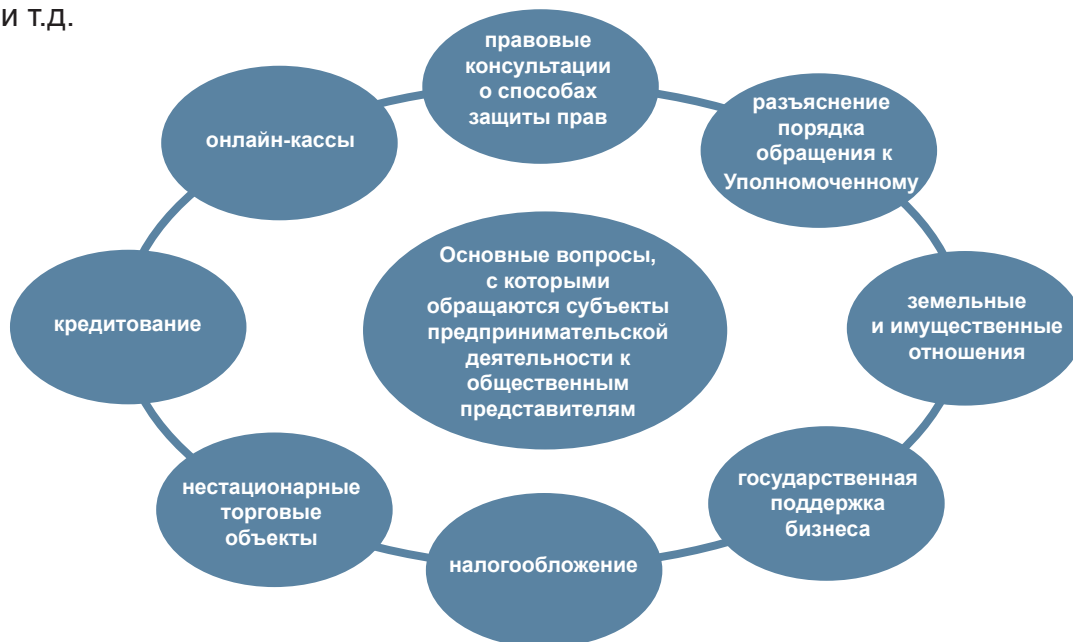 и т.д.
правовые
консультации
о способах
защиты прав
разъяснение
порядка
обращения к
Уполномоченному
онлайн-кассы
Основные вопросы,
с которыми
обращаются субъекты
предпринимательской
деятельности к
общественным
представителям
земельные
и имущественные
отношения
кредитование
государственная
поддержка
бизнеса
нестационарные
торговые
объекты
налогообложение